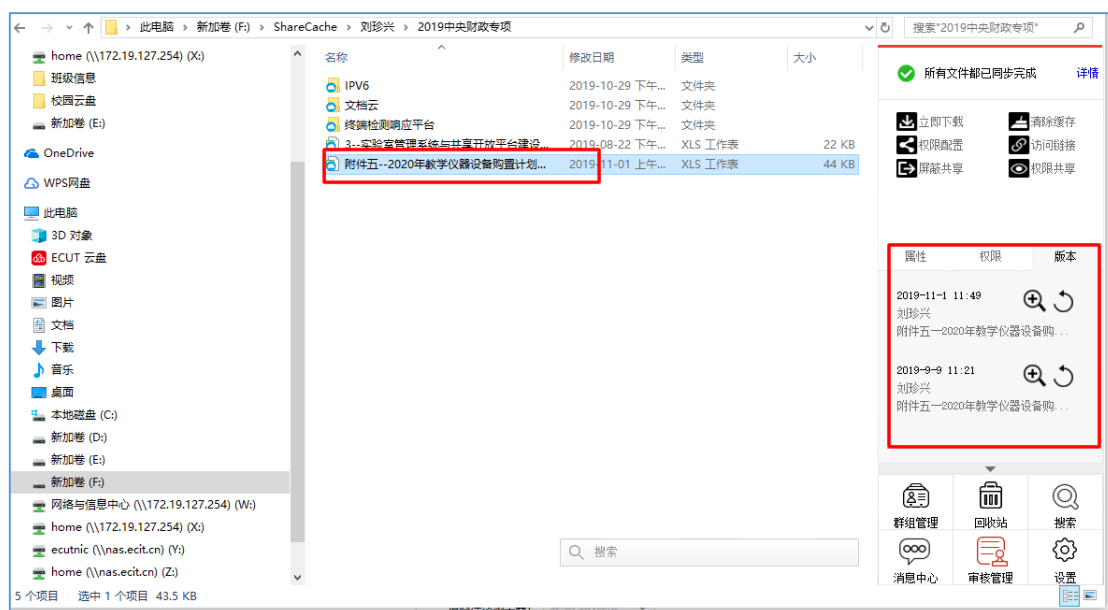 此电脑 › 新加卷 (F:) › ShareCache › 刘珍兴 › 2019中央财政专项
搜索"2019中央财政专项"
home (\\172.19.127.254) (X:)
班级信息
校园云盘
新加卷 (E:)
OneDrive
WPS网盘
此电脑
3D 对象
ECUT 云盘
视频
图片
文档
下载
音乐
桌面
本地磁盘 (C:)
新加卷 (D:)
新加卷 (E:)
新加卷 (F:)
网络与信息中心 (\\172.19.127.254) (W:)
home (\\172.19.127.254) (X:)
ecutnic (\\nas.ecit.cn) (Y:)
home (\\nas.ecit.cn) (Z:)
名称 修改日期 类型 大小
IPV6 2019-10-29 下午... 文件夹
文档云 2019-10-29 下午... 文件夹
终端检测响应平台 2019-10-29 下午... 文件夹
3--实验室管理系统与共享开放平台建设... 2019-08-22 下午... XLS 工作表 22 KB
附件五--2020年教学仪器设备购置计划... 2019-11-01 上午... XLS 工作表 44 KB
搜索
所有文件都已同步完成 详情
立即下载 清除缓存
权限配置 访问链接
屏蔽共享 权限共享
属性 权限 版本
2019-11-1 11:49
刘珍兴
附件五—2020年教学仪器设备购...
2019-9-9 11:21
刘珍兴
附件五—2020年教学仪器设备购...
群组管理 回收站 搜索
消息中心 审核管理 设置
5 个项目 选中 1 个项目 43.5 KB